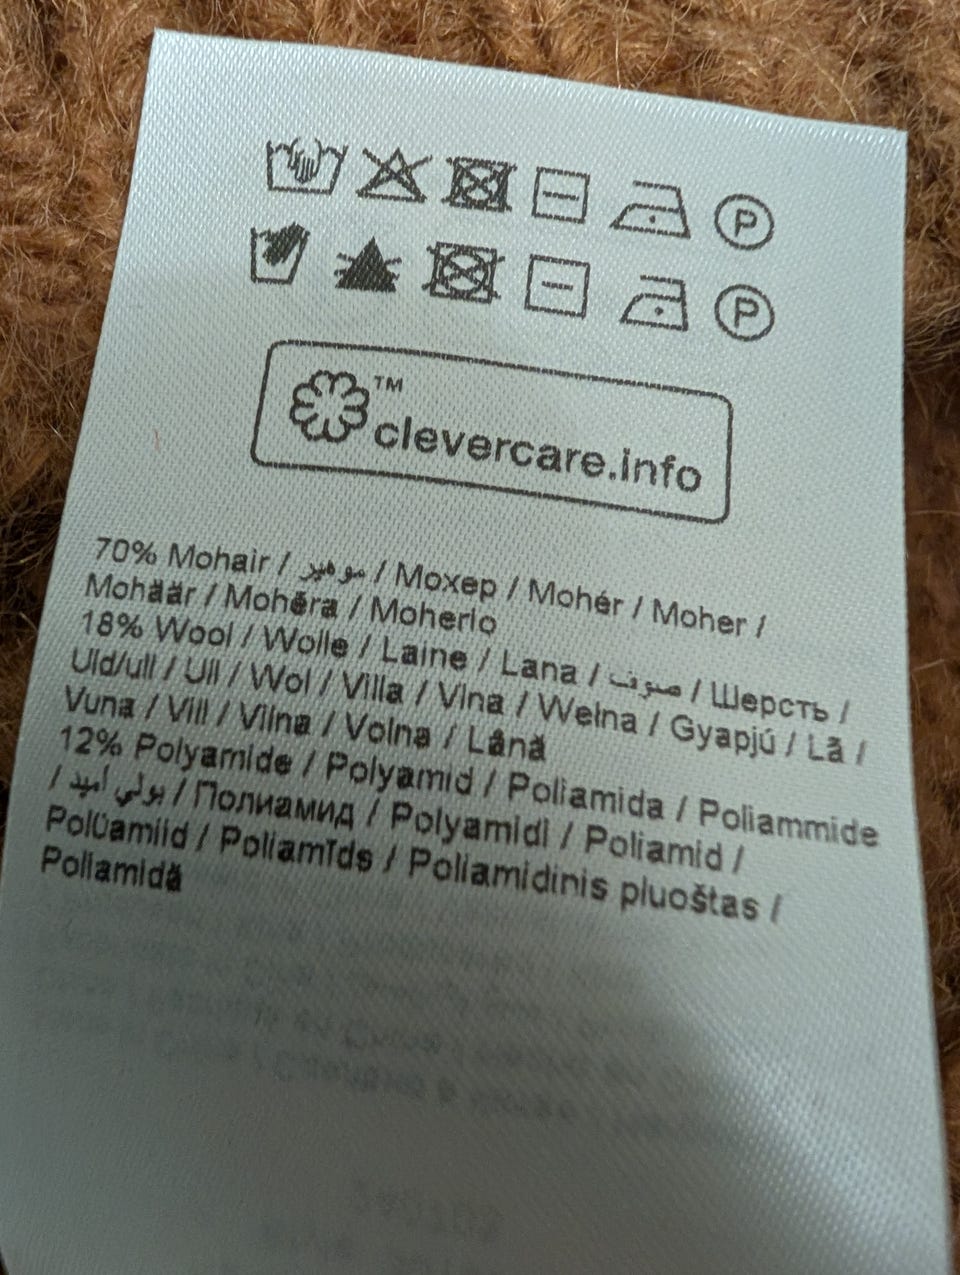 P
P
™
clevercare.info
70% Mohair / موهير / Мохер / Mohér / Moher /
Mohäär / Mohēra / Moherio
18% Wool / Wolle / Laine / Lana / صوف / Шерсть /
Uld/ull / Ull / Wol / Villa / Vlna / Wełna / Gyapjú / Lã /
Vuna / Vill / Vilna / Volna / Lână
12% Polyamide / Polyamid / Poliamida / Poliammide
/ بولي أميد / Полиамид / Polyamidi / Poliamid /
Polüamiid / Poliamīds / Poliamidinis pluoštas /
Poliamidă